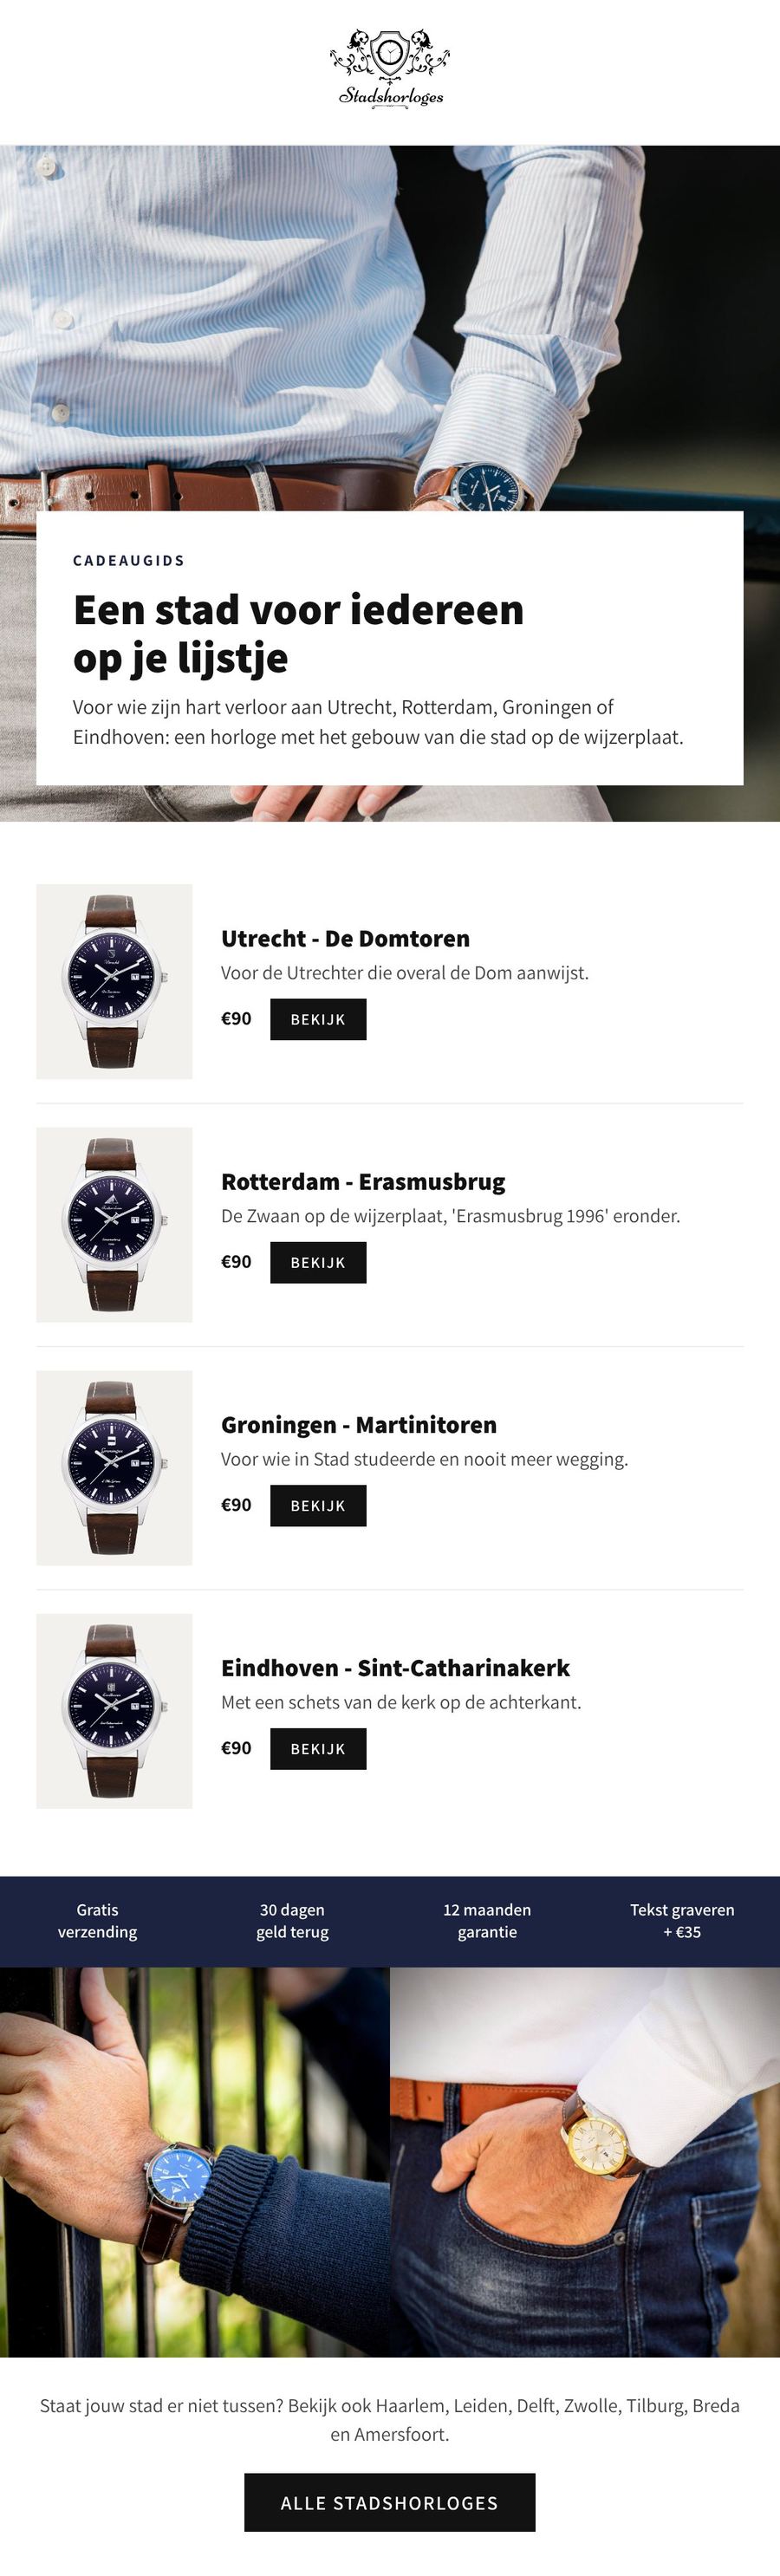 Stadshorloges
CADEAUGIDS
Een stad voor iedereen
op je lijstje
Voor wie zijn hart verloor aan Utrecht, Rotterdam, Groningen of
Eindhoven: een horloge met het gebouw van die stad op de wijzerplaat.
Utrecht - De Domtoren
Voor de Utrechter die overal de Dom aanwijst.
€90 BEKIJK
Rotterdam - Erasmusbrug
De Zwaan op de wijzerplaat, 'Erasmusbrug 1996' eronder.
€90 BEKIJK
Groningen - Martinitoren
Voor wie in Stad studeerde en nooit meer wegging.
€90 BEKIJK
Eindhoven - Sint-Catharinakerk
Met een schets van de kerk op de achterkant.
€90 BEKIJK
Gratis
verzending
30 dagen
geld terug
12 maanden
garantie
Tekst graveren
+ €35
Staat jouw stad er niet tussen? Bekijk ook Haarlem, Leiden, Delft, Zwolle, Tilburg, Breda
en Amersfoort.
ALLE STADSHORLOGES